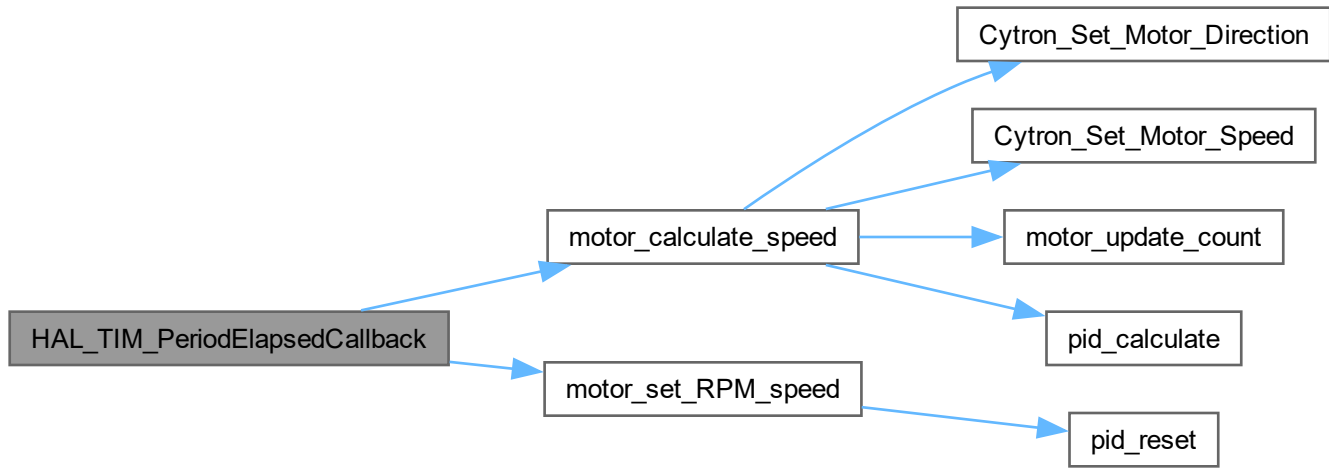 HAL_TIM_PeriodElapsedCallback
motor_calculate_speed
Cytron_Set_Motor_Direction
Cytron_Set_Motor_Speed
motor_update_count
pid_calculate
motor_set_RPM_speed
pid_reset